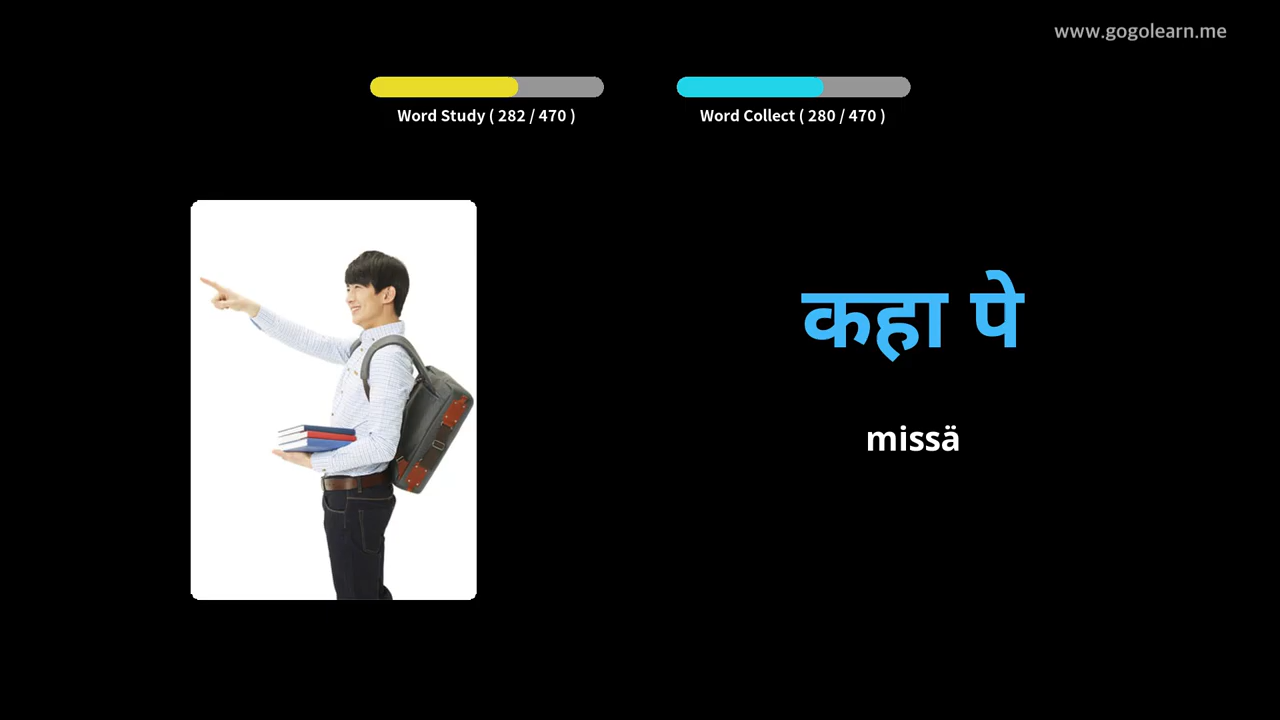 www.gogolearn.me
Word Study ( 282 / 470 )
Word Collect ( 280 / 470 )
कहा पे
missä